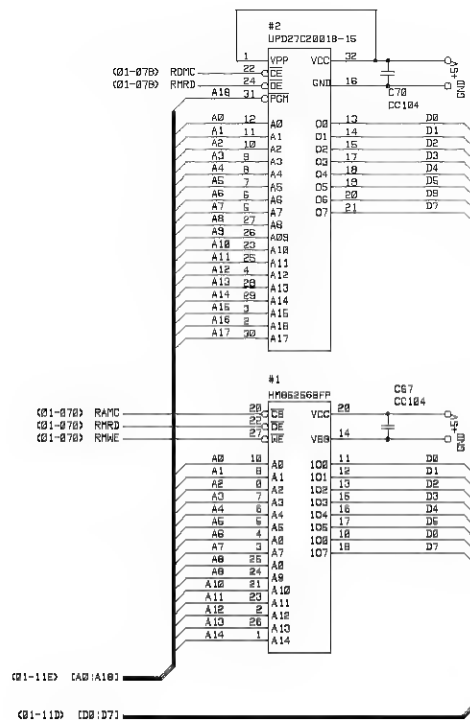 #2
UPD27C2001B-15
1 VPP VCC 32
(01-07B) RDMC 22 CE
(01-07B) RMRD 24 OE GND 16
A18 31 PGM
+5V
GND
C70
CC104
A0 12 A0 O0 13 D0
A1 11 A1 O1 14 D1
A2 10 A2 O2 15 D2
A3 9 A3 O3 17 D3
A4 8 A4 O4 18 D4
A5 7 A5 O5 19 D5
A6 6 A6 O6 20 D6
A7 5 A7 O7 21 D7
A8 27 A8
A9 26 A09
A10 23 A10
A11 25 A11
A12 4 A12
A13 28 A13
A14 29 A14
A15 3 A15
A16 2 A16
A17 30 A17
#1
HM62256BFP
C67
CC104
(01-07D) RAMC 20 CS VCC 28
(01-07D) RMRD 22 OE
(01-07D) RMWE 27 WE VSS 14
+5V
GND
A0 10 A0 IO0 11 D0
A1 9 A1 IO1 12 D1
A2 8 A2 IO2 13 D2
A3 7 A3 IO3 15 D3
A4 6 A4 IO4 16 D4
A5 5 A5 IO5 17 D5
A6 4 A6 IO6 18 D6
A7 3 A7 IO7 19 D7
A8 25 A8
A9 24 A9
A10 21 A10
A11 23 A11
A12 2 A12
A13 26 A13
A14 1 A14
(01-11E) [A0:A18]
(01-11D) [D0:D7]